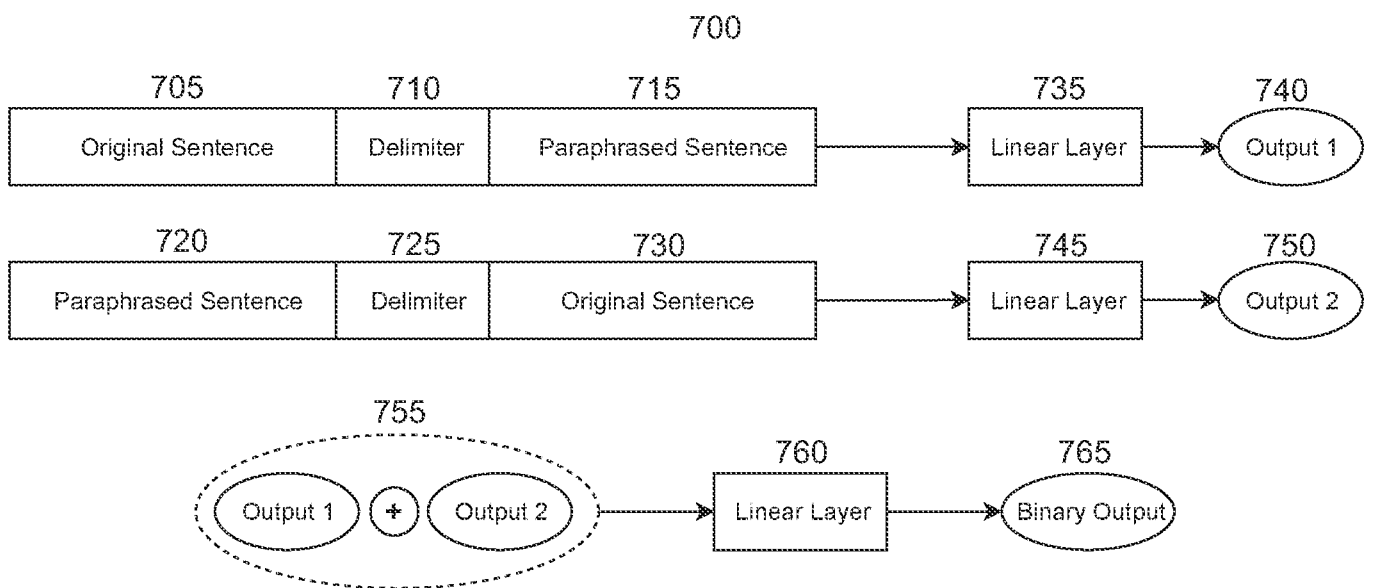 700
705 710 715 735 740
Original Sentence Delimiter Paraphrased Sentence Linear Layer Output 1
720 725 730 745 750
Paraphrased Sentence Delimiter Original Sentence Linear Layer Output 2
755
760 765
Output 1 + Output 2 Linear Layer Binary Output